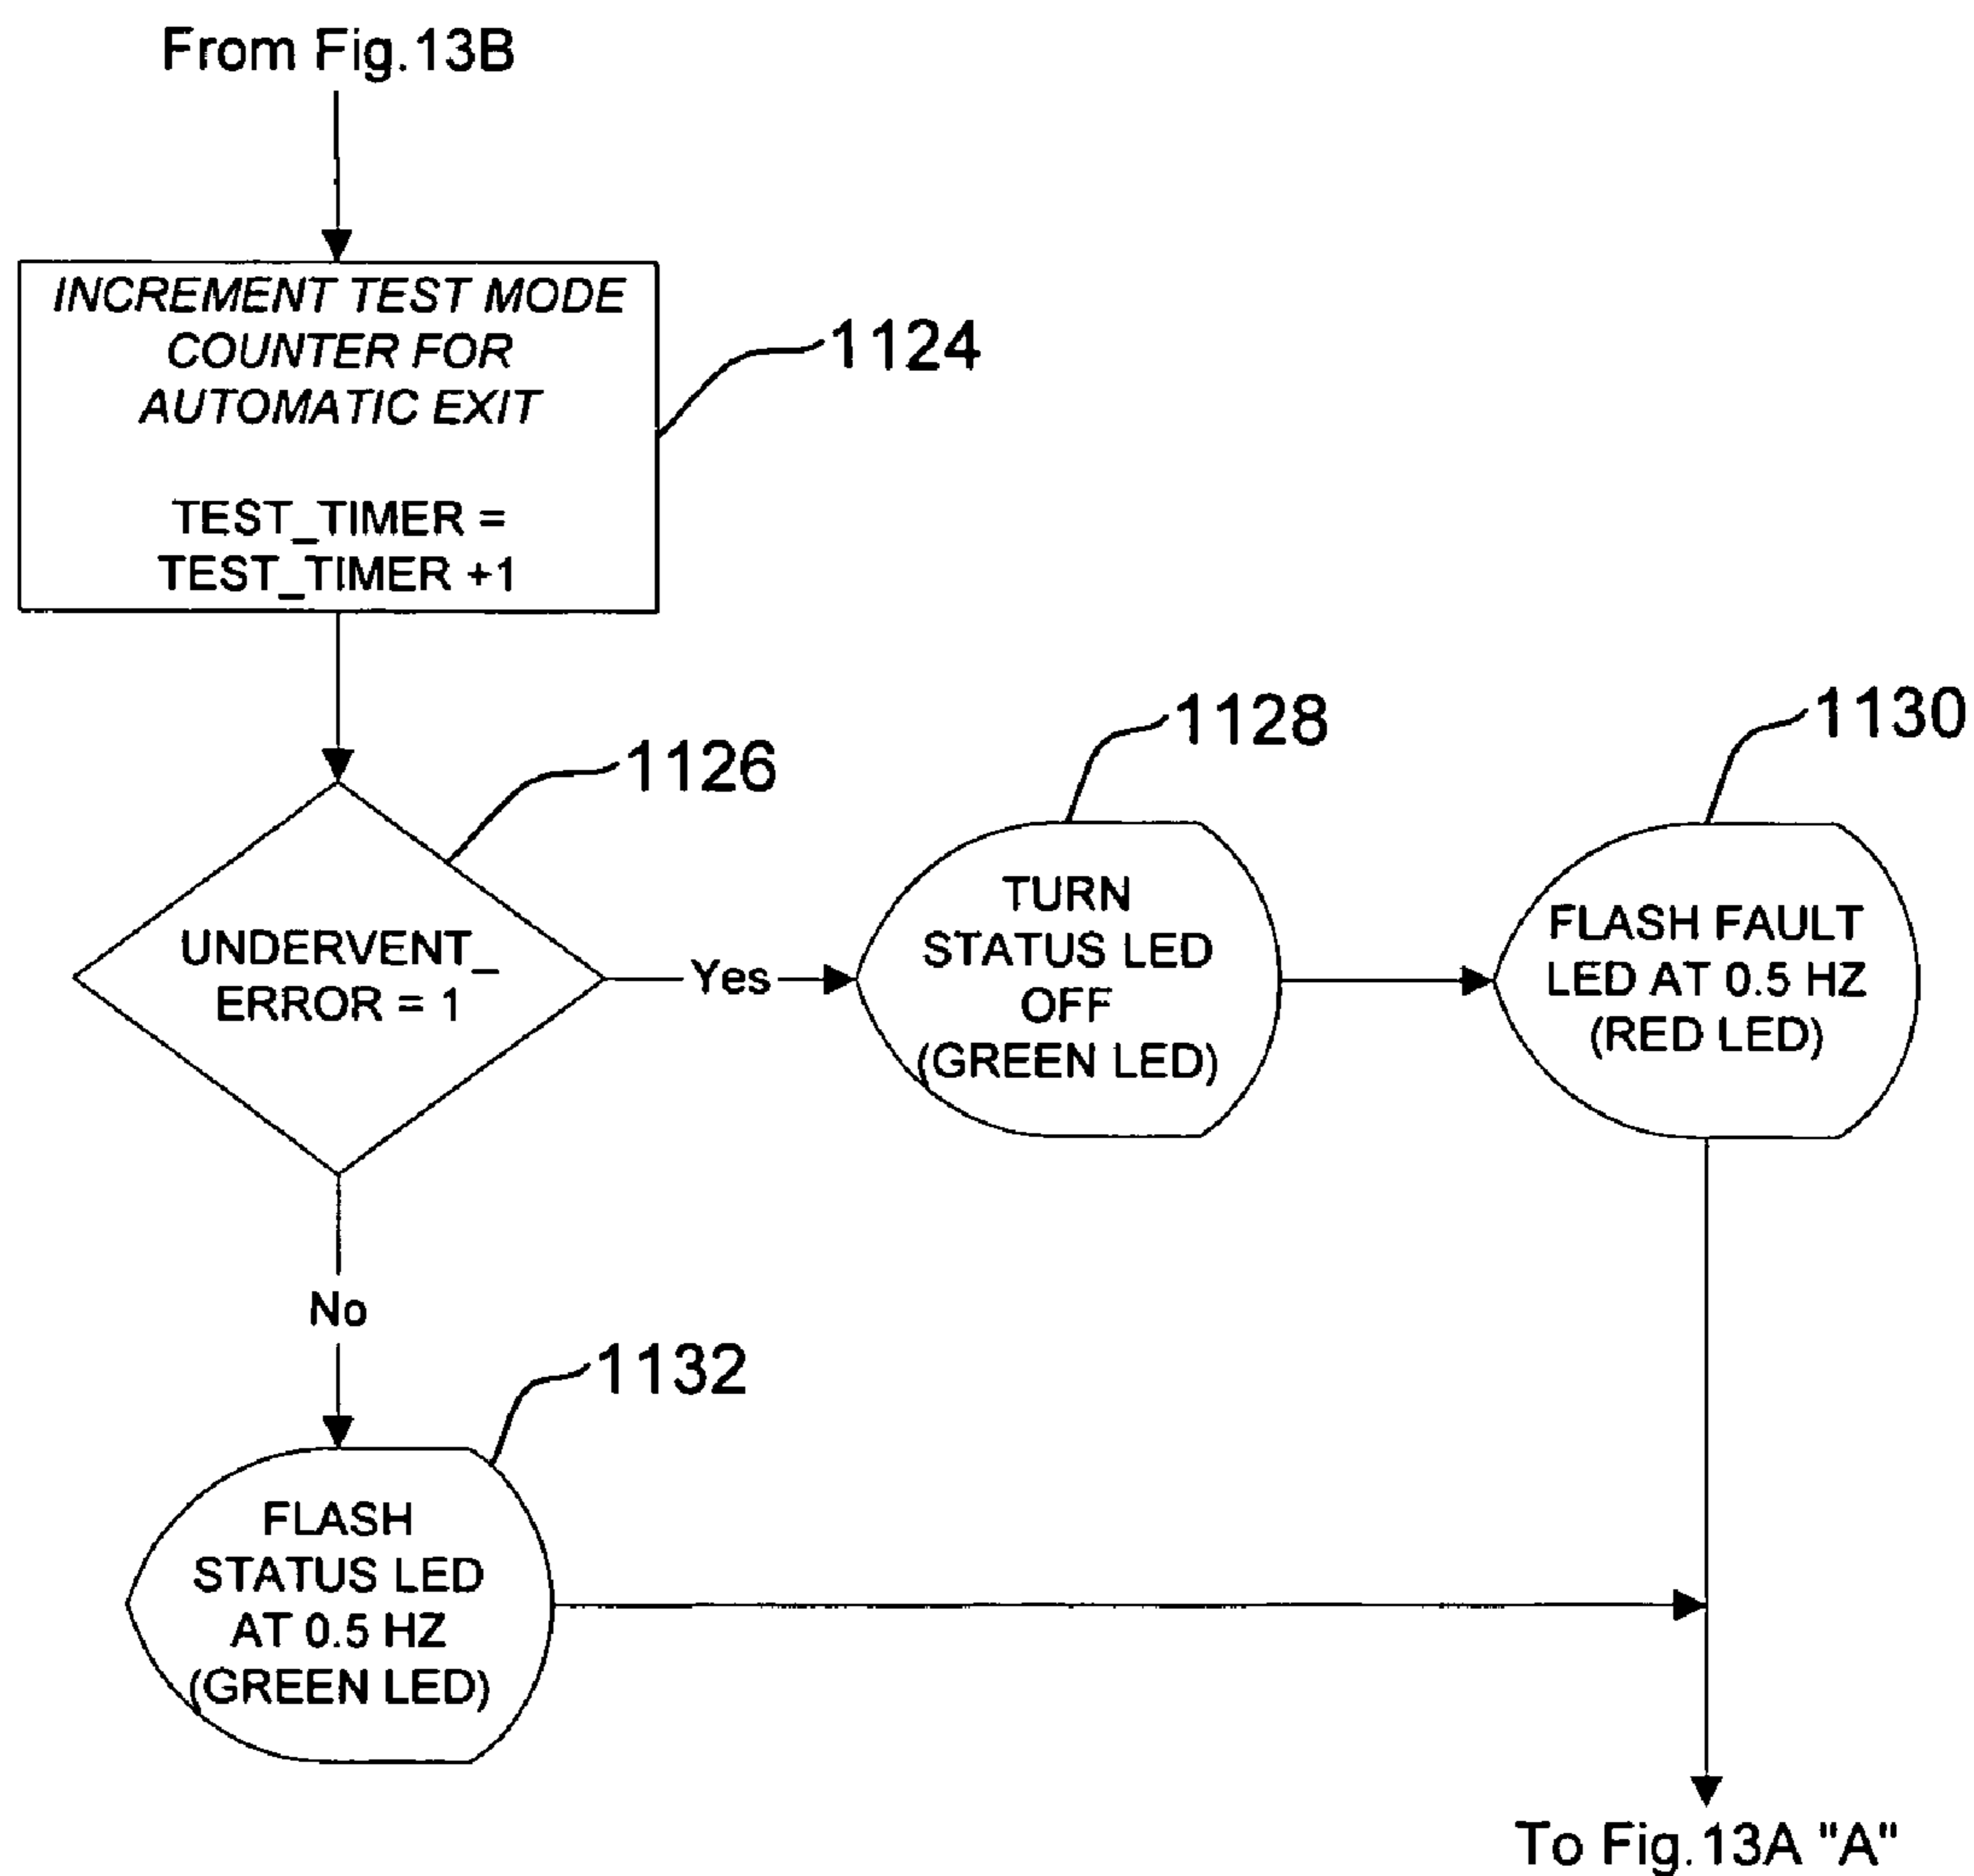 From Fig.13B
INCREMENT TEST MODE
COUNTER FOR
AUTOMATIC EXIT
TEST_TIMER =
TEST_TIMER +1
1124
1126
UNDERVENT_
ERROR = 1
Yes
1128
TURN
STATUS LED
OFF
(GREEN LED)
1130
FLASH FAULT
LED AT 0.5 HZ
(RED LED)
No
1132
FLASH
STATUS LED
AT 0.5 HZ
(GREEN LED)
To Fig.13A "A"